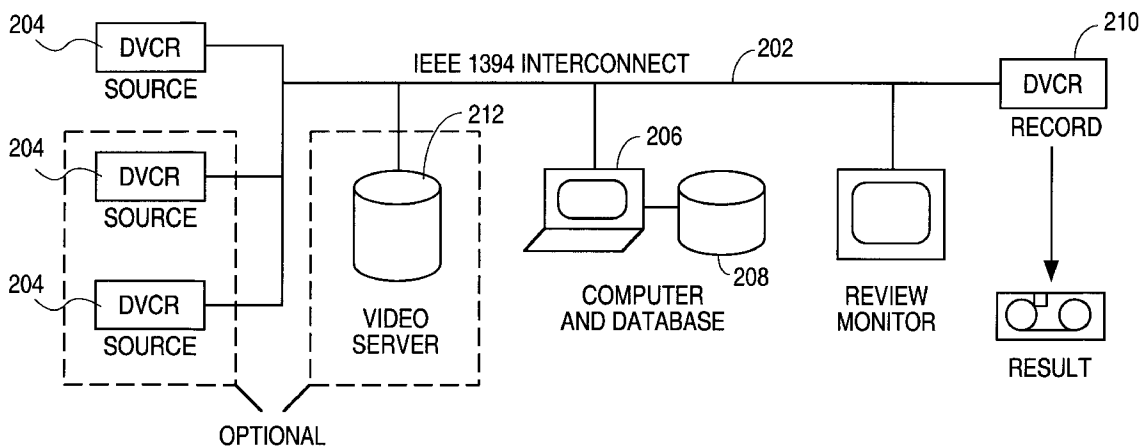 204
DVCR
SOURCE
IEEE 1394 INTERCONNECT
202
210
DVCR
RECORD
204
DVCR
SOURCE
212
206
204
DVCR
SOURCE
VIDEO
SERVER
208
COMPUTER
AND DATABASE
REVIEW
MONITOR
RESULT
OPTIONAL